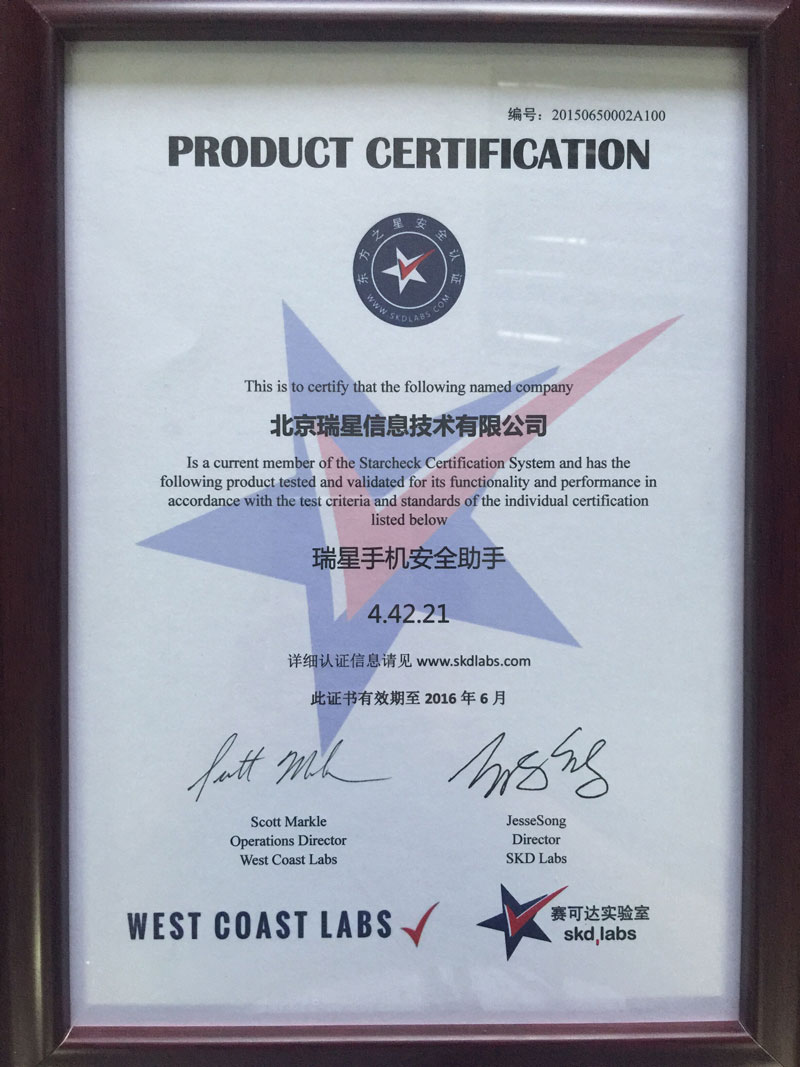 编号：20150650002A100
PRODUCT CERTIFICATION
东方之星安全认证
WWW.SKDLABS.COM
This is to certify that the following named company
北京瑞星信息技术有限公司
Is a current member of the Starcheck Certification System and has the
following product tested and validated for its functionality and performance in
accordance with the test criteria and standards of the individual certification
listed below
瑞星手机安全助手
4.42.21
详细认证信息请见 www.skdlabs.com
此证书有效期至 2016 年 6 月
Scott Markle
Operations Director
West Coast Labs
JesseSong
Director
SKD Labs
WEST COAST LABS
赛可达实验室
skd labs